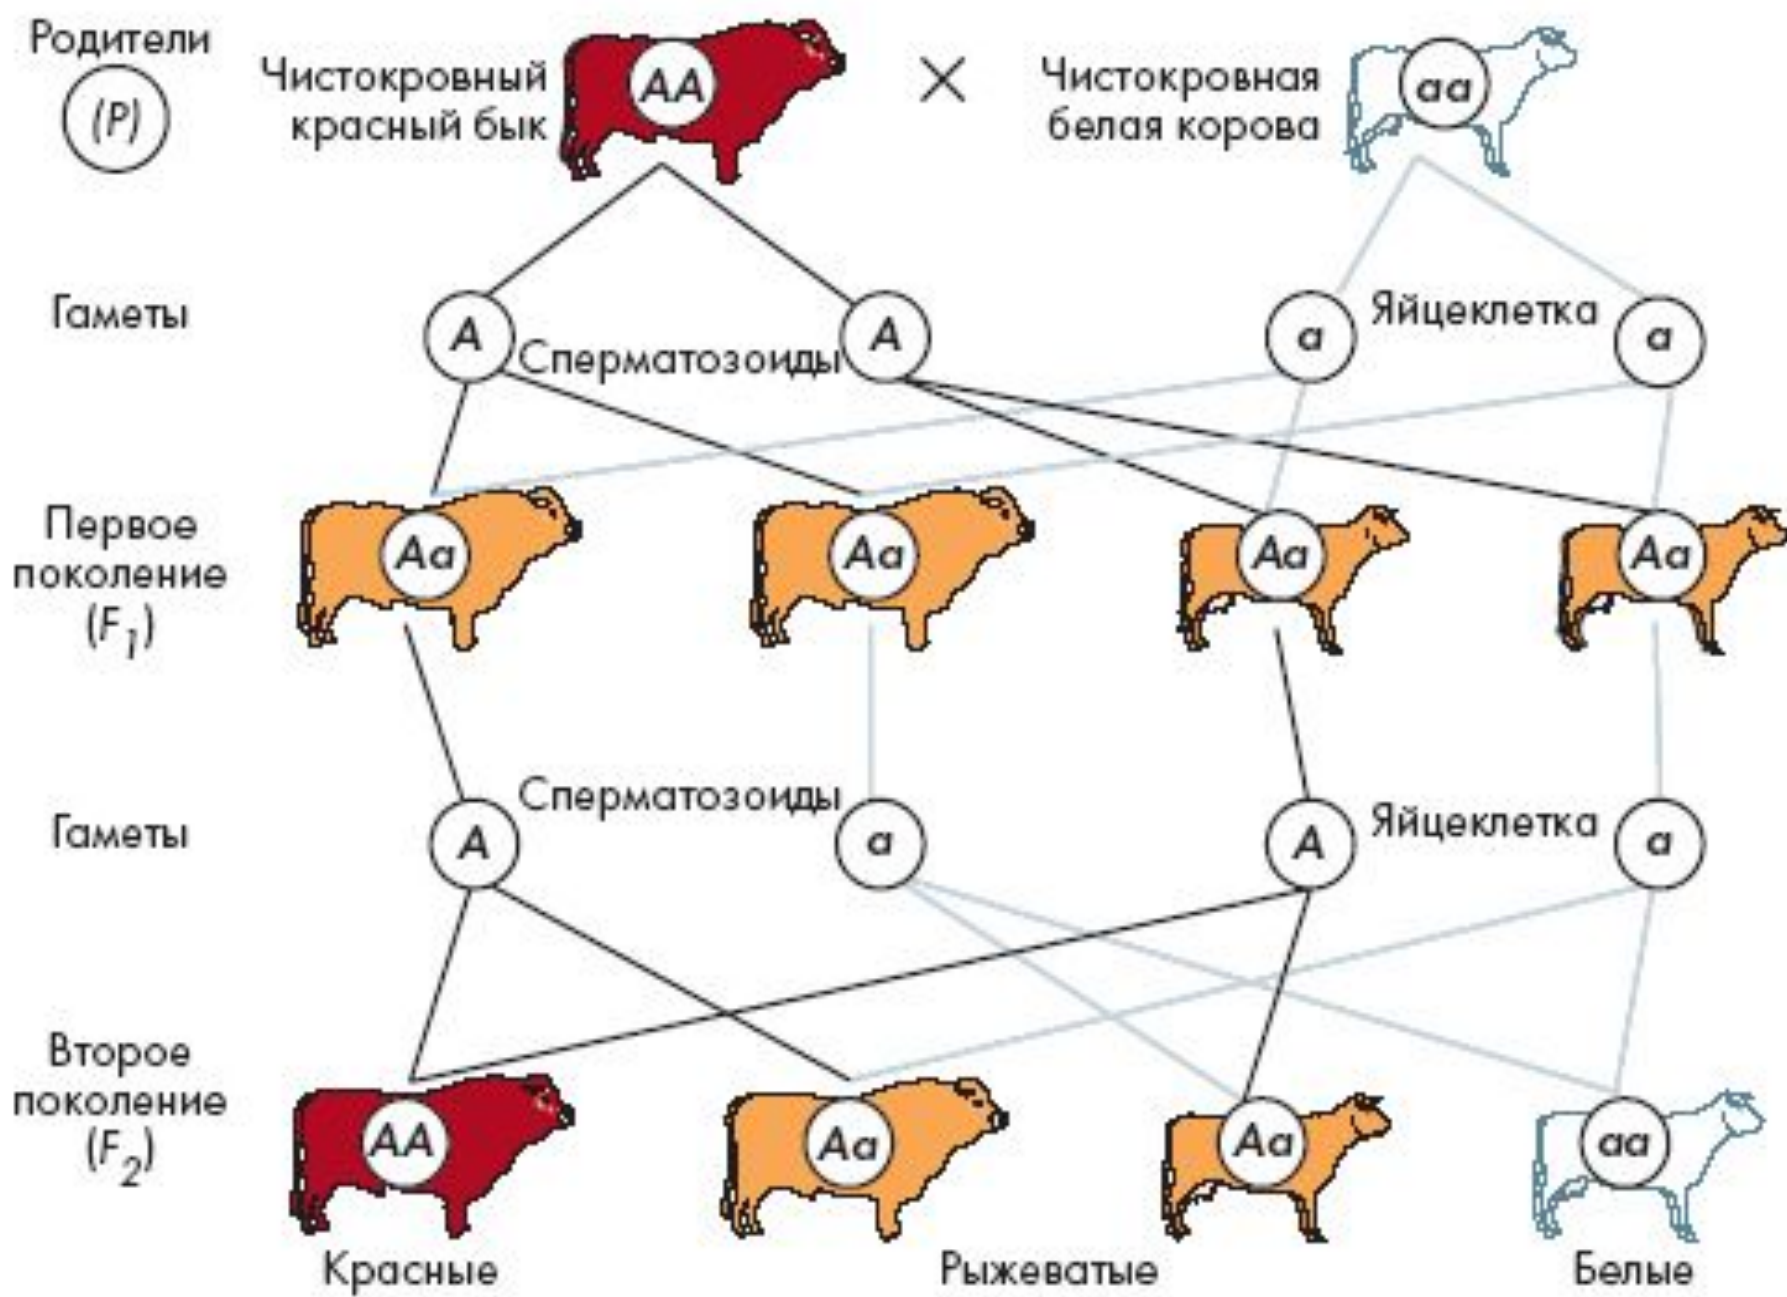 Родители
(P)
Чистокровный
красный бык
AA
×
Чистокровная
белая корова
aa
Гаметы
A
Сперматозоиды
A
a
Яйцеклетка
a
Первое
поколение
(F1)
Aa
Aa
Aa
Aa
Гаметы
A
Сперматозоиды
a
A
Яйцеклетка
a
Второе
поколение
(F2)
AA
Aa
Aa
aa
Красные
Рыжеватые
Белые